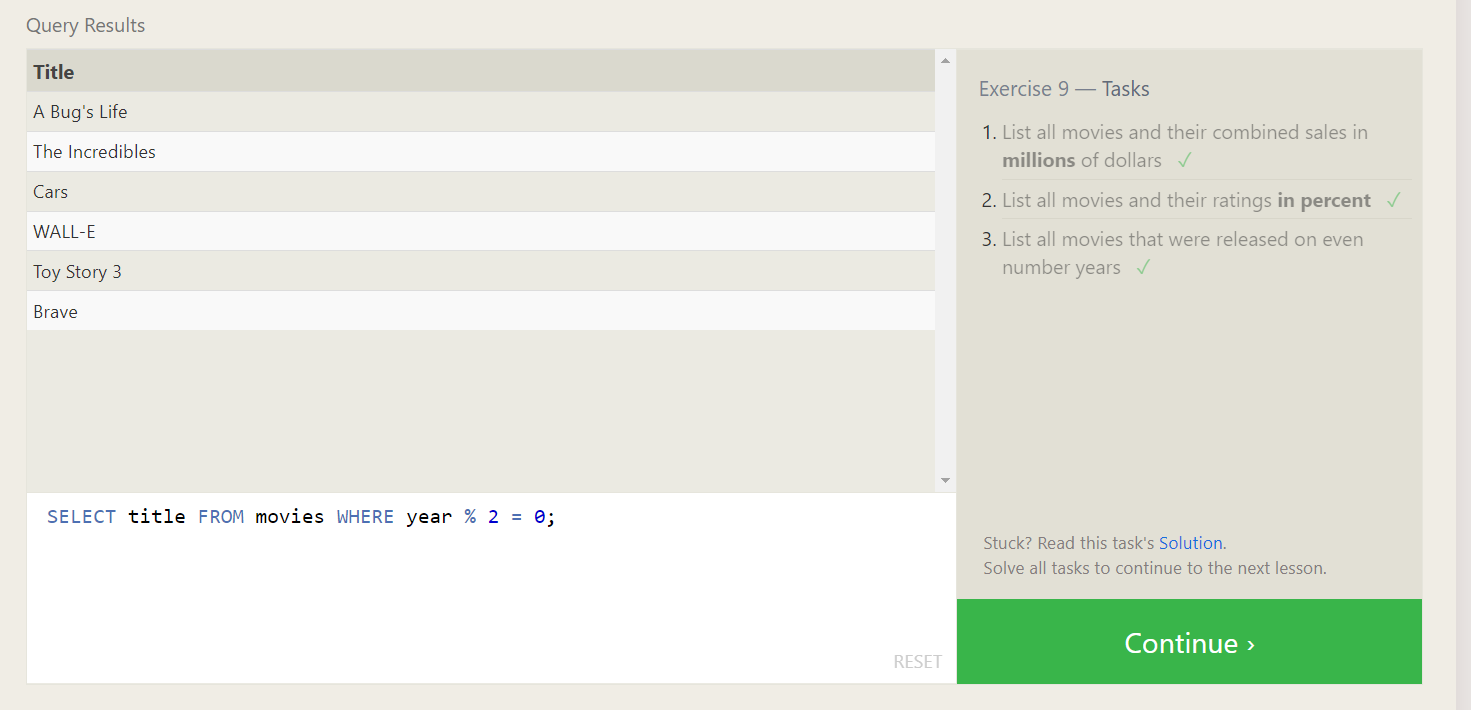 Query Results
Title
A Bug's Life
The Incredibles
Cars
WALL-E
Toy Story 3
Brave
SELECT title FROM movies WHERE year % 2 = 0;
RESET
Exercise 9 — Tasks
1. List all movies and their combined sales in
millions of dollars ✓
2. List all movies and their ratings in percent ✓
3. List all movies that were released on even
number years ✓
Stuck? Read this task's Solution.
Solve all tasks to continue to the next lesson.
Continue ›